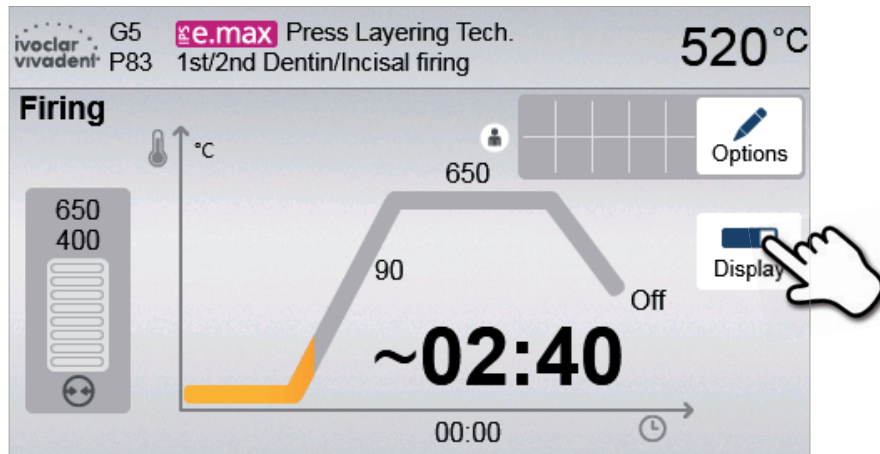 ivoclar
vivadent
G5
P83
IPS e.max Press Layering Tech.
1st/2nd Dentin/Incisal firing
520°C
Firing
°C
650
Options
650
400
90
Display
Off
~02:40
00:00